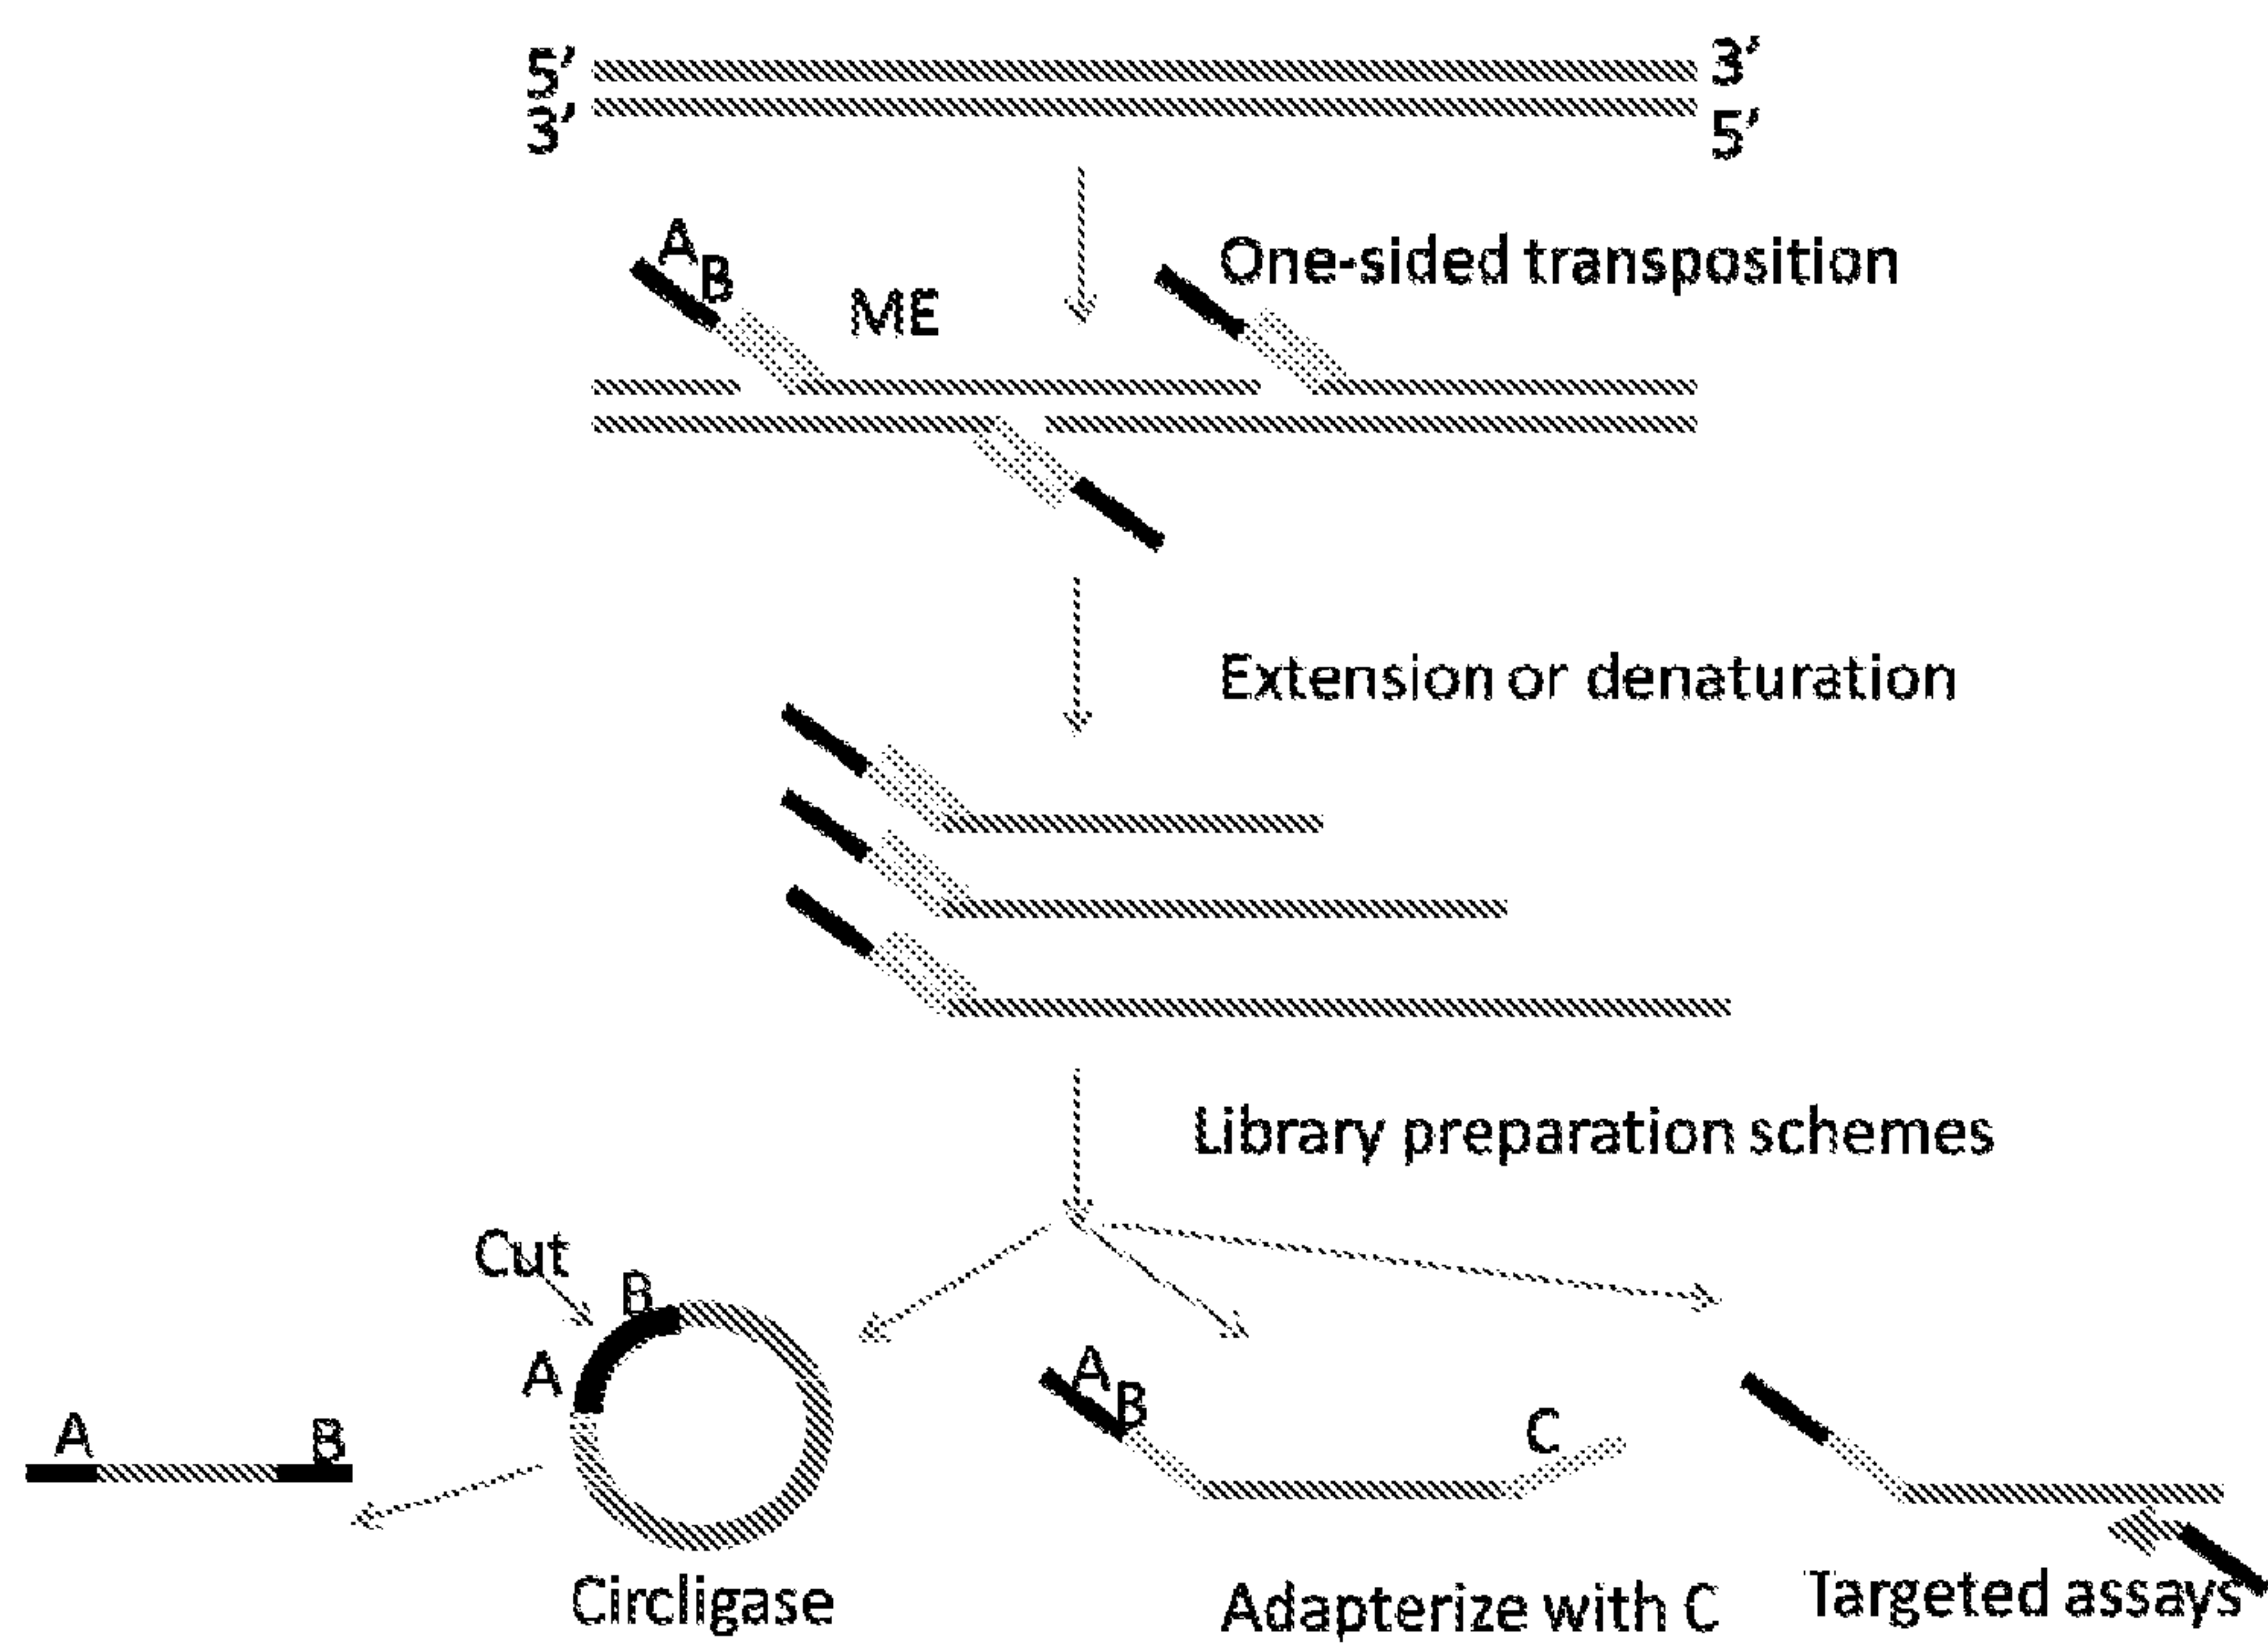 5’ 3’
3’ 5’
A
B
ME
One-sided transposition
Extension or denaturation
Library preparation schemes
Cut
B
A
A
B
A
B
C
Circligase
Adapterize with C
Targeted assays